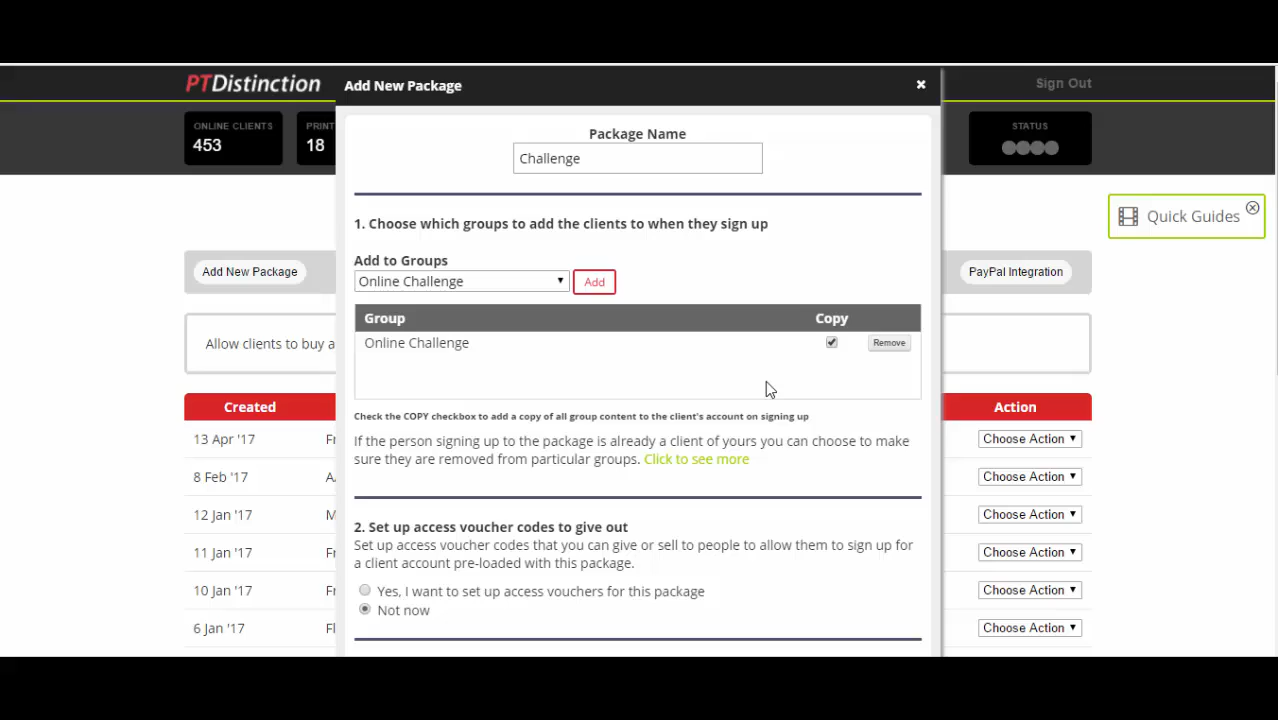 PTDistinction
Add New Package
×
Sign Out
ONLINE CLIENTS
453
PRINT
18
STATUS
Package Name
Challenge
Quick Guides
1. Choose which groups to add the clients to when they sign up
Add New Package
PayPal Integration
Add to Groups
Online Challenge
Add
Group Copy
Allow clients to buy a
Online Challenge Remove
Check the COPY checkbox to add a copy of all group content to the client's account on signing up
If the person signing up to the package is already a client of yours you can choose to make
sure they are removed from particular groups. Click to see more
2. Set up access voucher codes to give out
Set up access voucher codes that you can give or sell to people to allow them to sign up for
a client account pre-loaded with this package.
Yes, I want to set up access vouchers for this package
Not now
Created Action
13 Apr '17 Fr Choose Action
8 Feb '17 Choose Action
12 Jan '17 M Choose Action
11 Jan '17 Fr Choose Action
10 Jan '17 Fr Choose Action
6 Jan '17 Fl Choose Action